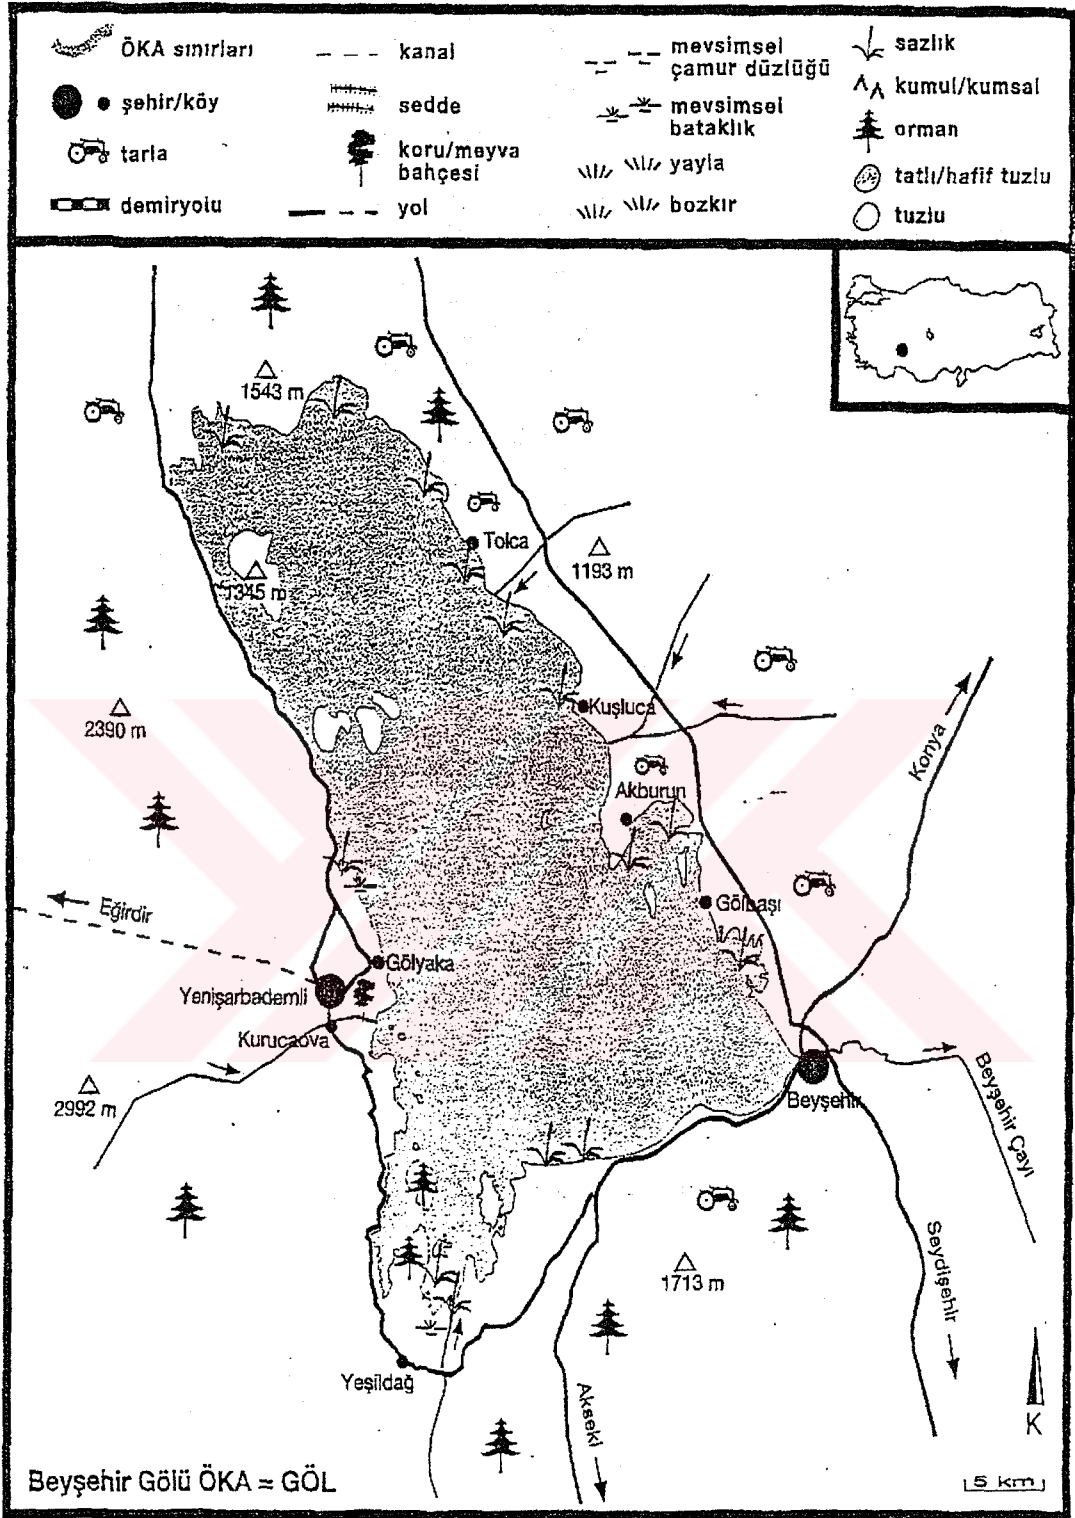 ÖKA sınırları
şehir/köy
tarla
demiryolu
kanal
sedde
koru/meyva
bahçesi
yol
mevsimsel
çamur düzlüğü
mevsimsel
bataklık
yayla
bozkır
sazlık
kumul/kumsal
orman
tatlı/hafif tuzlu
tuzlu
1543 m
Tolca
1193 m
1345 m
Kuşluca
2390 m
Konya
Akburun
Gölbaşı
Eğirdir
Gölyaka
Yenişarbademli
Kurucaova
2992 m
Beyşehir
Beyşehir Çayı
Seydişehir
1713 m
Yeşildağ
Akseki
K
Beyşehir Gölü ÖKA = GÖL
5 km